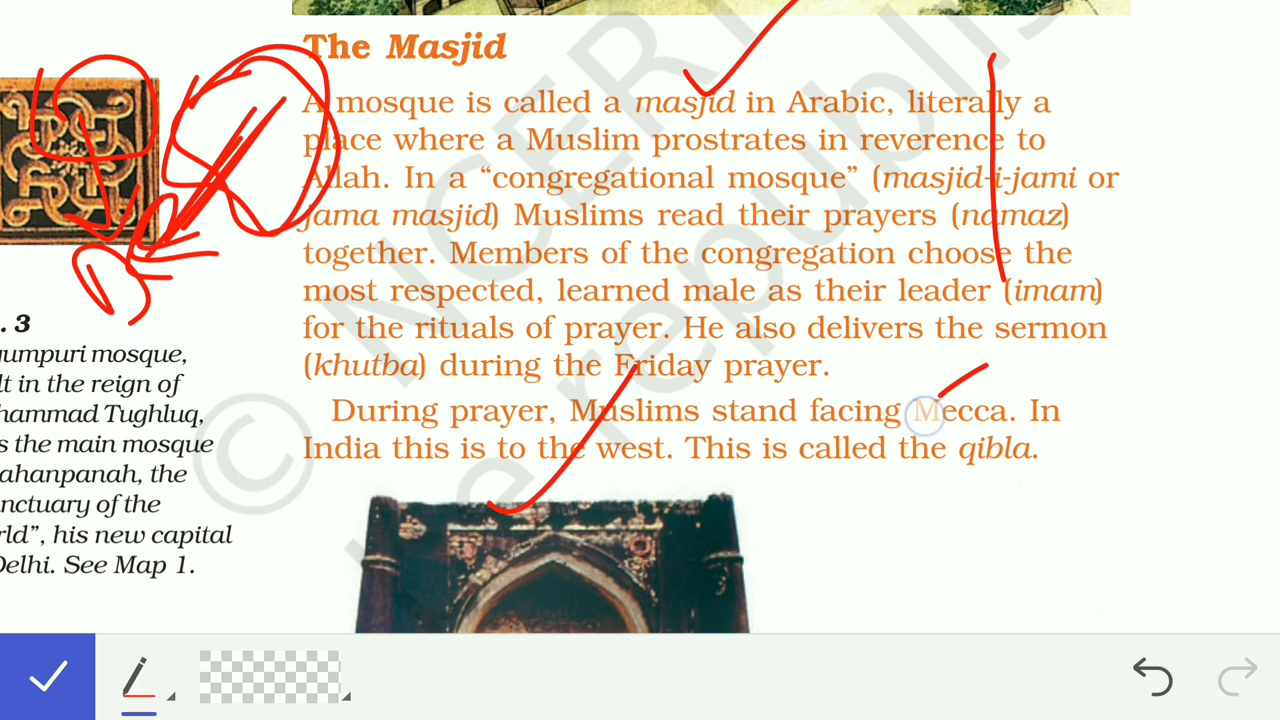 The Masjid
A mosque is called a masjid in Arabic, literally a
place where a Muslim prostrates in reverence to
Allah. In a “congregational mosque” (masjid-i-jami or
jama masjid) Muslims read their prayers (namaz)
together. Members of the congregation choose the
most respected, learned male as their leader (imam)
for the rituals of prayer. He also delivers the sermon
(khutba) during the Friday prayer.
During prayer, Muslims stand facing Mecca. In
India this is to the west. This is called the qibla.
. 3
gumpuri mosque,
lt in the reign of
hammad Tughluq,
s the main mosque
ahanpanah, the
nctuary of the
rld”, his new capital
Delhi. See Map 1.
© NCERT
e republis